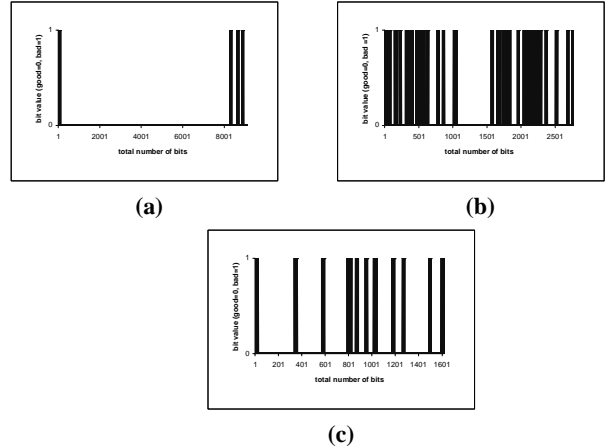 bit value (good=0, bad=1)
1
0
1 2001 4001 6001 8001
total number of bits
(a)
bit value (good=0, bad=1)
1
0
1 501 1001 1501 2001 2501
total number of bits
(b)
bit value (good=0, bad=1)
1
0
1 201 401 601 801 1001 1201 1401 1601
total number of bits
(c)